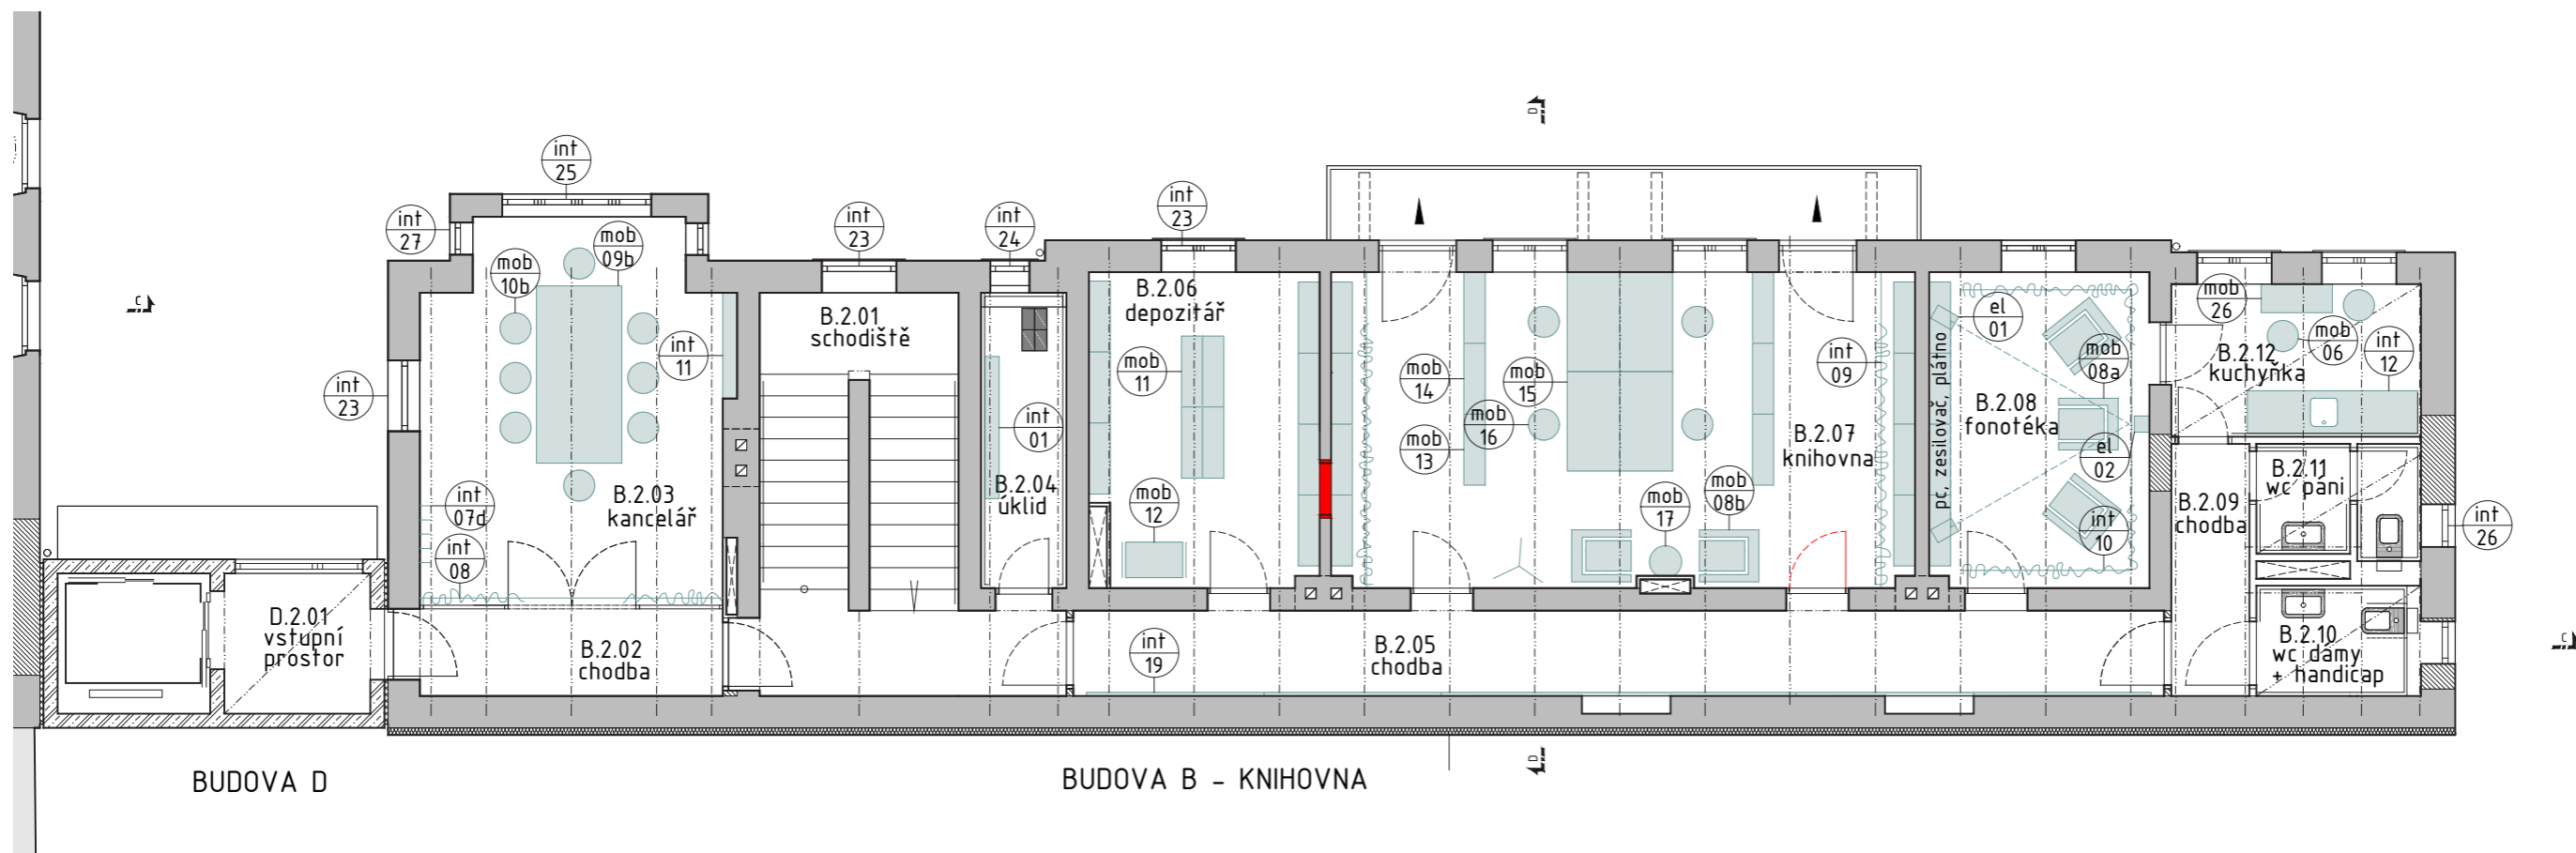 D
int
25
int
27
mob
10b
mob
09b
int
23
int
24
int
23
C
int
23
int
11
B.2.01
schodiště
B.2.06
depozitář
mob
11
int
01
B.2.04
úklid
mob
12
B.2.03
kancelář
int
07d
int
08
mob
14
mob
13
mob
15
mob
16
int
09
B.2.07
knihovna
mob
17
mob
08b
pc, zesilovač, plátno
el
01
mob
08a
B.2.08
fonotéka
el
02
int
10
mob
26
mob
06
int
12
B.2.12
kuchyňka
B.2.11
wc páni
B.2.09
chodba
int
26
B.2.10
wc dámy
+ handicap
C
D.2.01
vstupní
prostor
B.2.02
chodba
int
19
B.2.05
chodba
D
BUDOVA D
BUDOVA B - KNIHOVNA